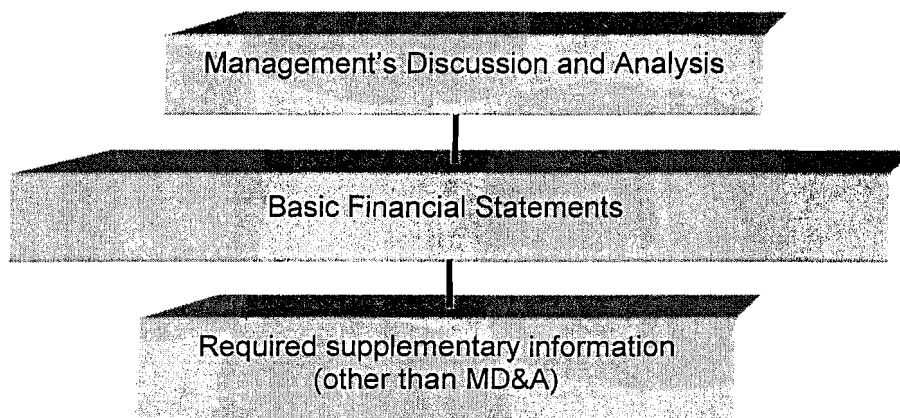 Management's Discussion and Analysis
Basic Financial Statements
Required supplementary information
(other than MD&A)